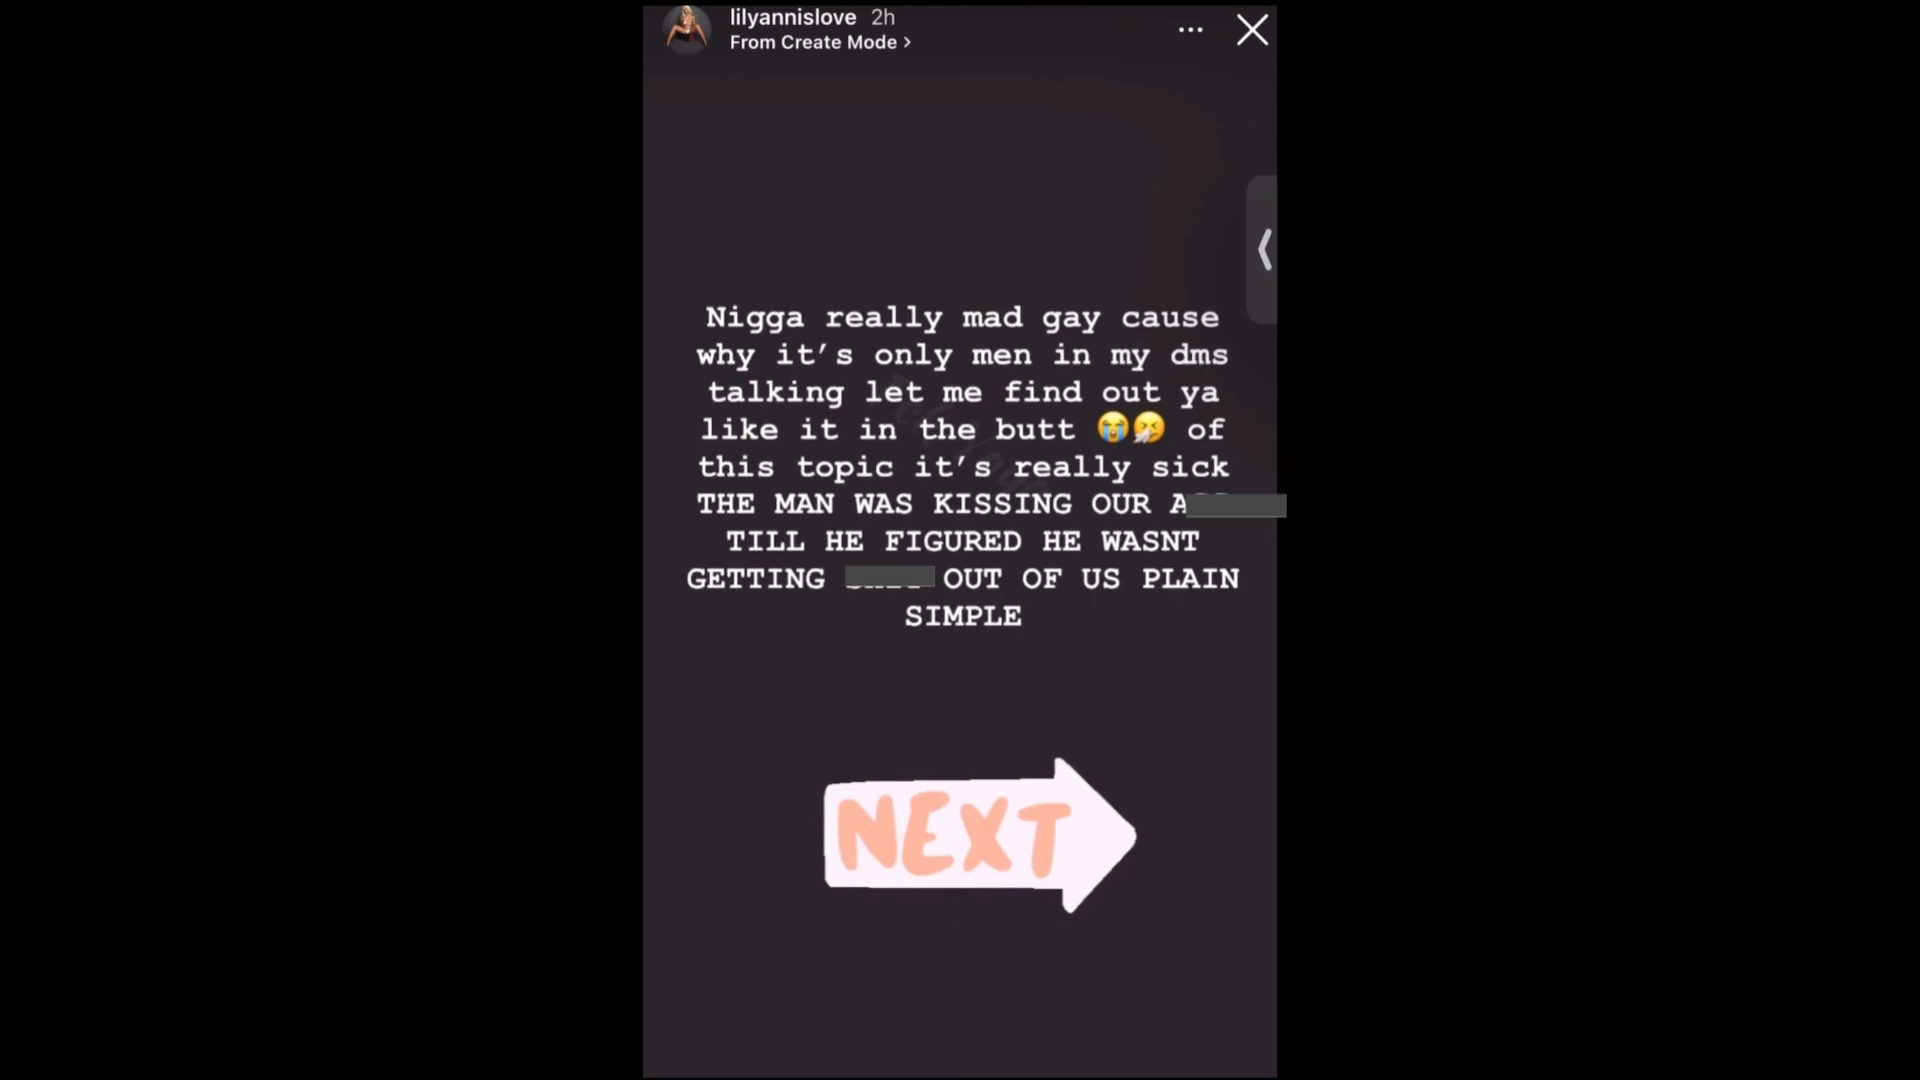 lilyannislove 2h
From Create Mode >
Nigga really mad gay cause
why it’s only men in my dms
talking let me find out ya
like it in the butt 😭🤧 of
this topic it’s really sick
THE MAN WAS KISSING OUR
TILL HE FIGURED HE WASNT
GETTING OUT OF US PLAIN
SIMPLE
NEXT